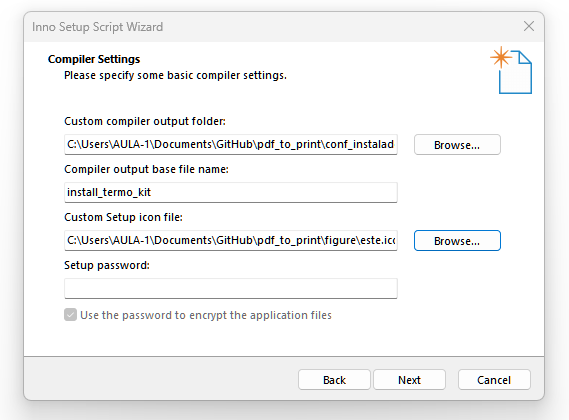 Inno Setup Script Wizard
Compiler Settings
Please specify some basic compiler settings.
Custom compiler output folder:
C:\Users\AULA-1\Documents\GitHub\pdf_to_print\conf_instalad
Browse...
Compiler output base file name:
install_termo_kit
Custom Setup icon file:
C:\Users\AULA-1\Documents\GitHub\pdf_to_print\figure\este.ico
Browse...
Setup password:
Use the password to encrypt the application files
Back
Next
Cancel